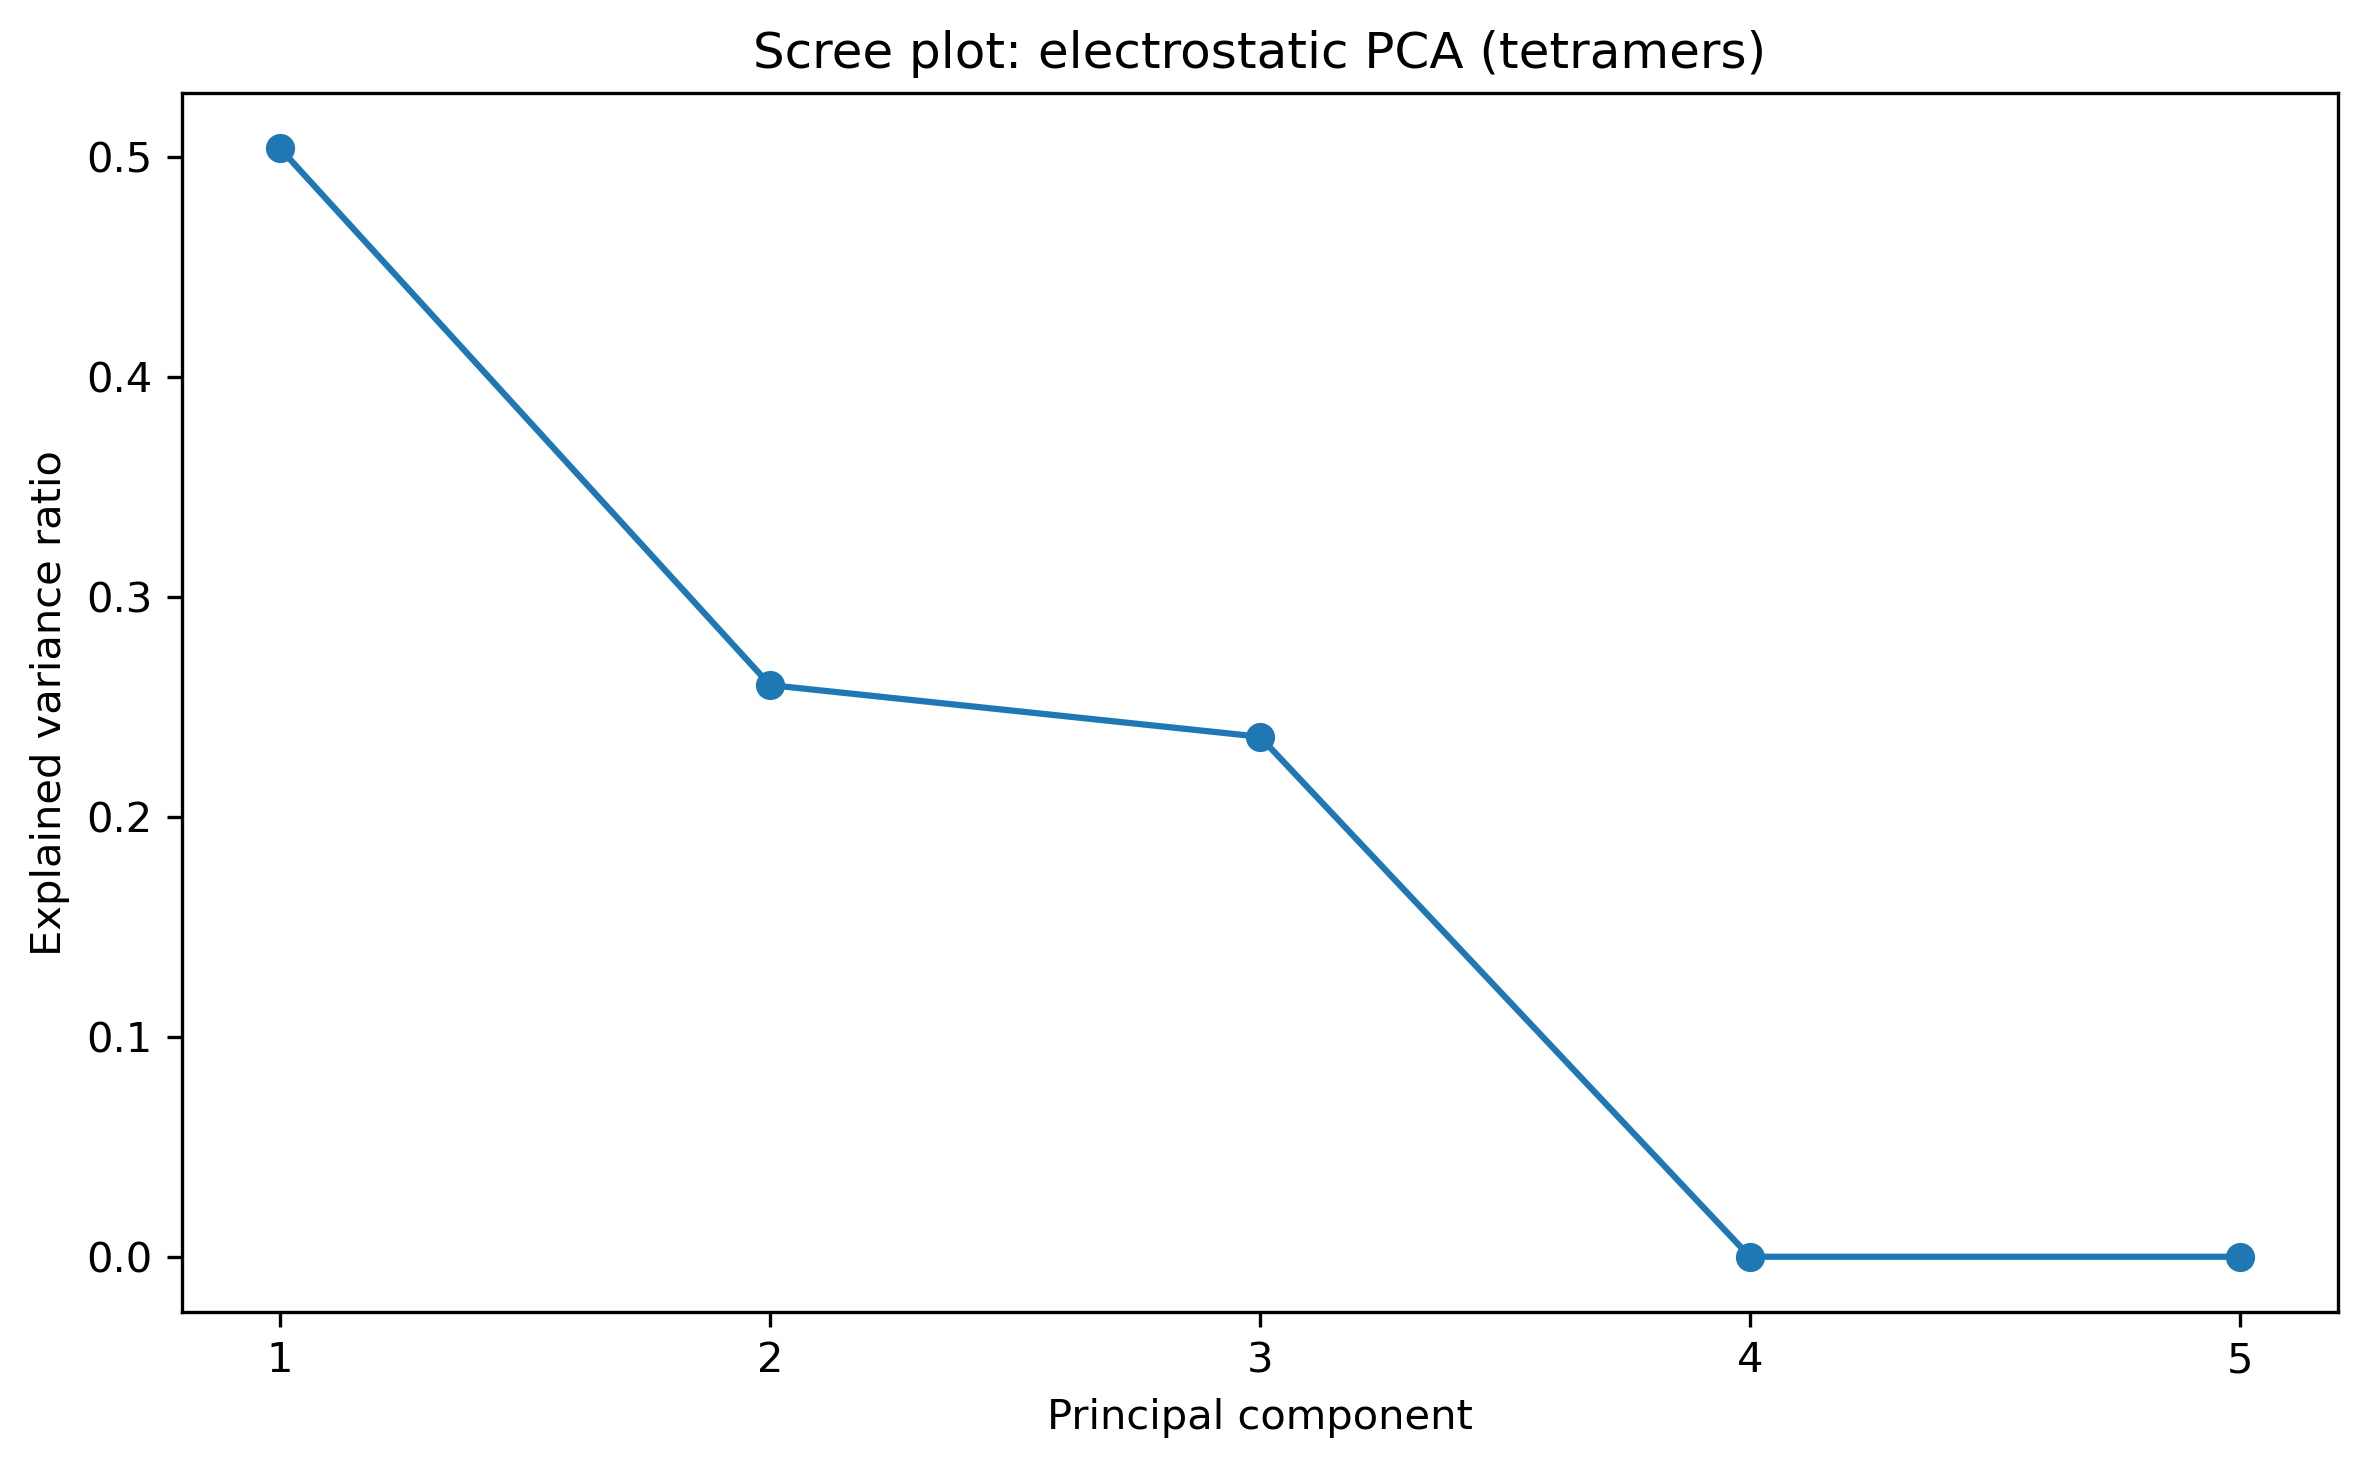 Scree plot: electrostatic PCA (tetramers)
Explained variance ratio
0.5
0.4
0.3
0.2
0.1
0.0
1 2 3 4 5
Principal component